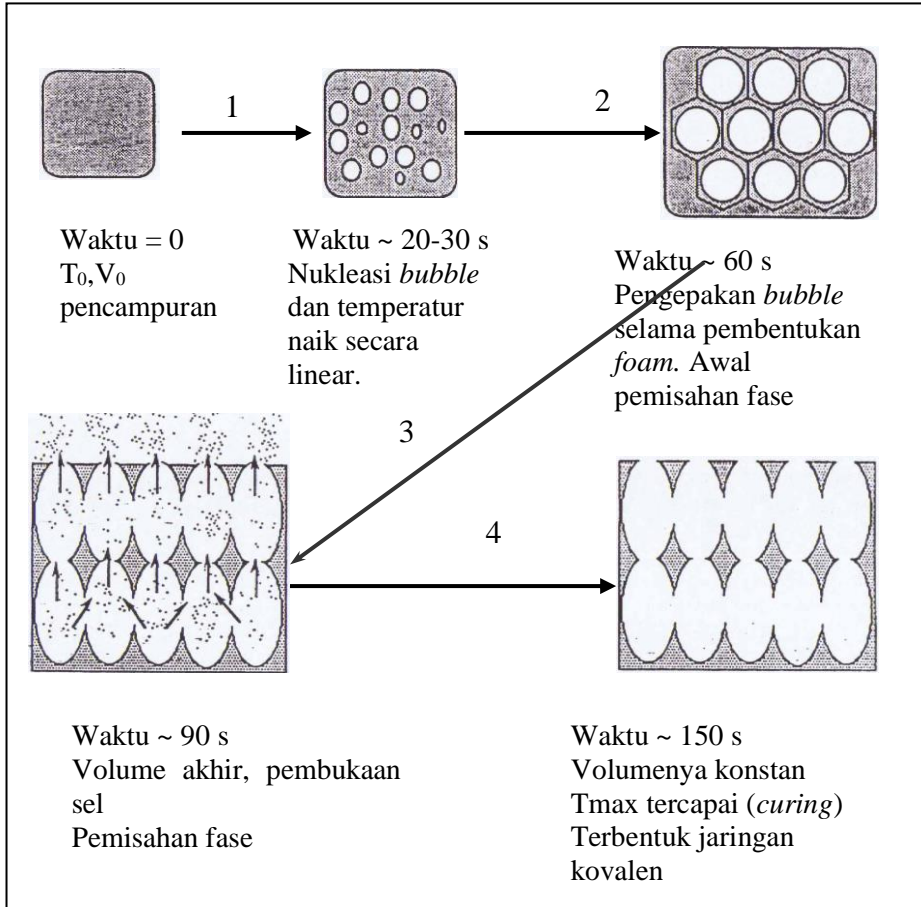 1
2
Waktu = 0
T₀,V₀
pencampuran
Waktu ~ 20-30 s
Nukleasi bubble
dan temperatur
naik secara
linear.
Waktu ~ 60 s
Pengepakan bubble
selama pembentukan
foam. Awal
pemisahan fase
3
4
Waktu ~ 90 s
Volume akhir, pembukaan
sel
Pemisahan fase
Waktu ~ 150 s
Volumenya konstan
Tmax tercapai (curing)
Terbentuk jaringan
kovalen